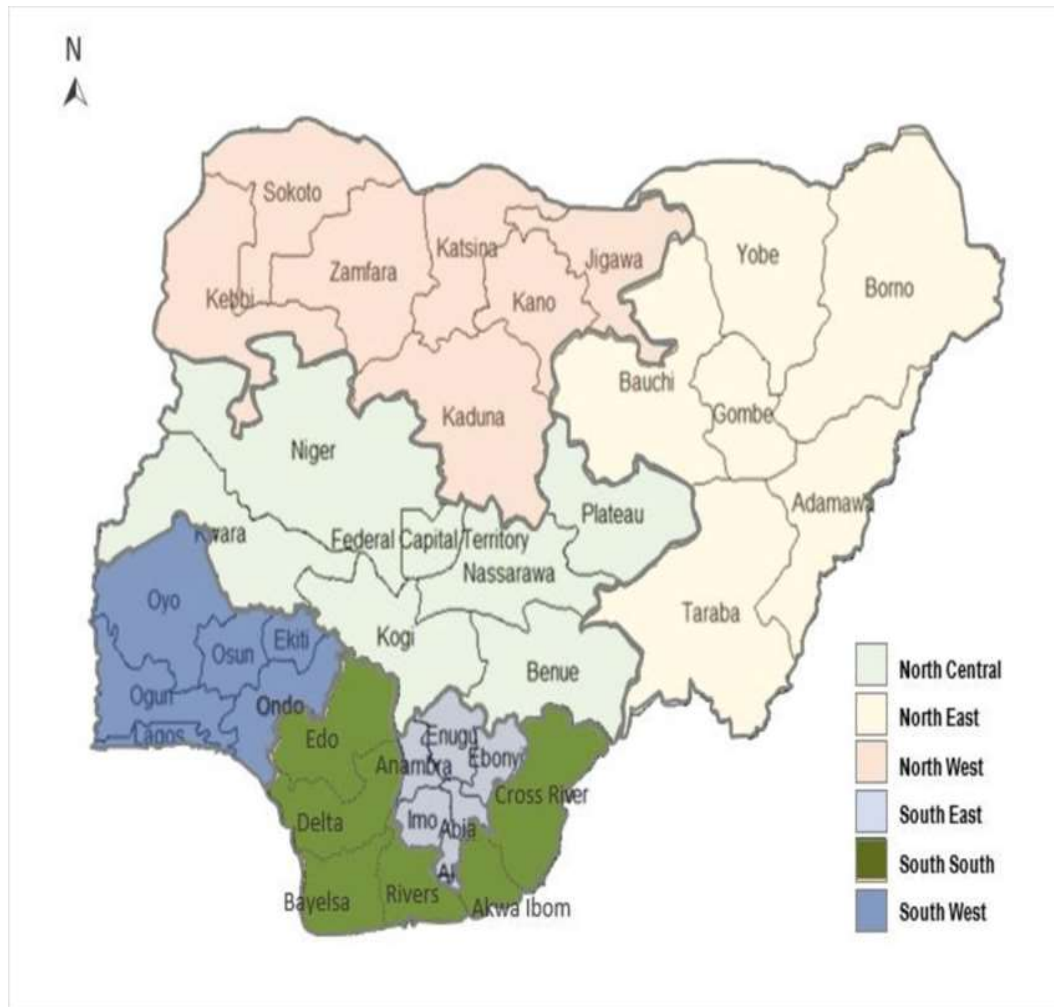 N
Sokoto
Katsina
Yobe
Jigawa
Zamfara
Borno
Kebbi
Kano
Bauchi
Gombe
Kaduna
Niger
Adamawa
Plateau
Kwara
Federal Capital Territory
Nassarawa
Oyo
Taraba
Kogi
Ekiti
Osun
Benue
Ogun
Ondo
Lagos
Edo
Enugu
Ebonyi
Anambra
Cross River
Delta
Imo
Abia
Al
Rivers
Bayelsa
Akwa Ibom
North Central
North East
North West
South East
South South
South West